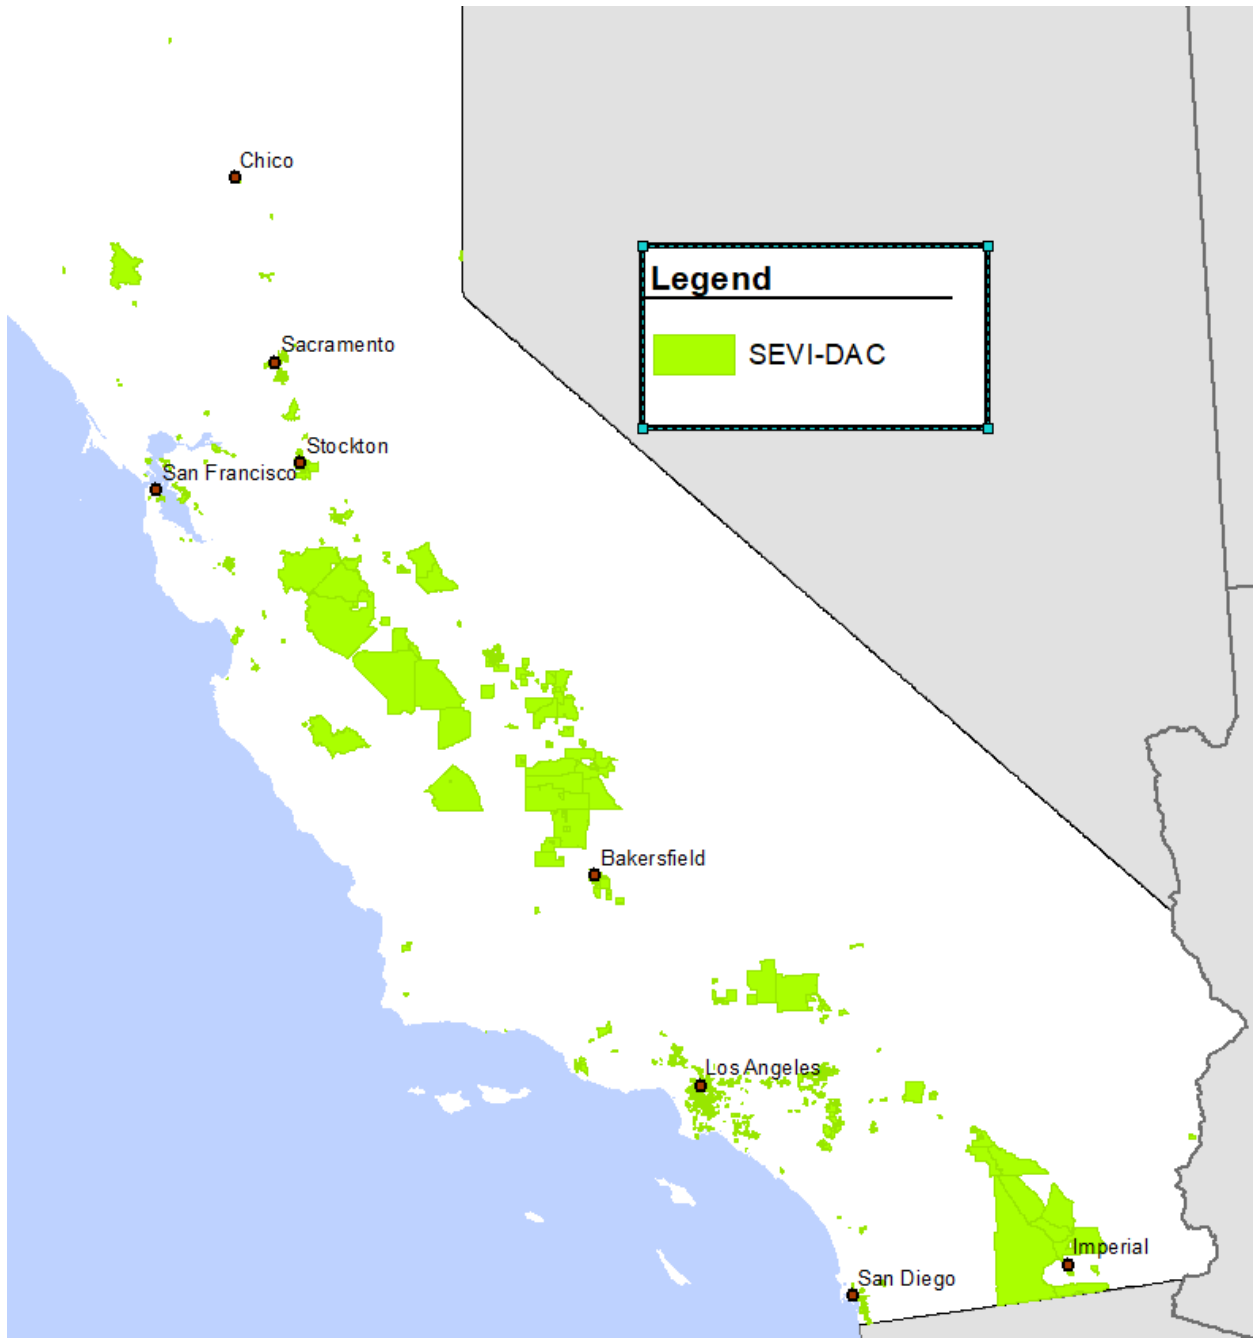 Chico
Legend
SEVI-DAC
Sacramento
Stockton
San Francisco
Bakersfield
Los Angeles
Imperial
San Diego